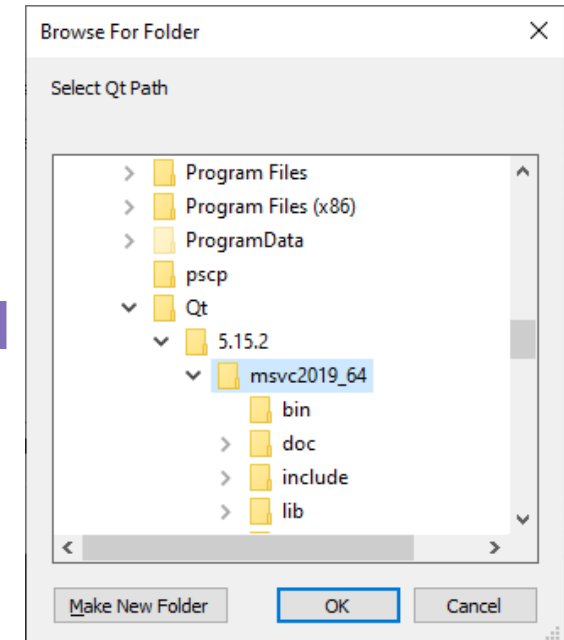 Browse For Folder
Select Qt Path
Program Files
Program Files (x86)
ProgramData
pscp
Qt
5.15.2
msvc2019_64
bin
doc
include
lib
Make New Folder OK Cancel